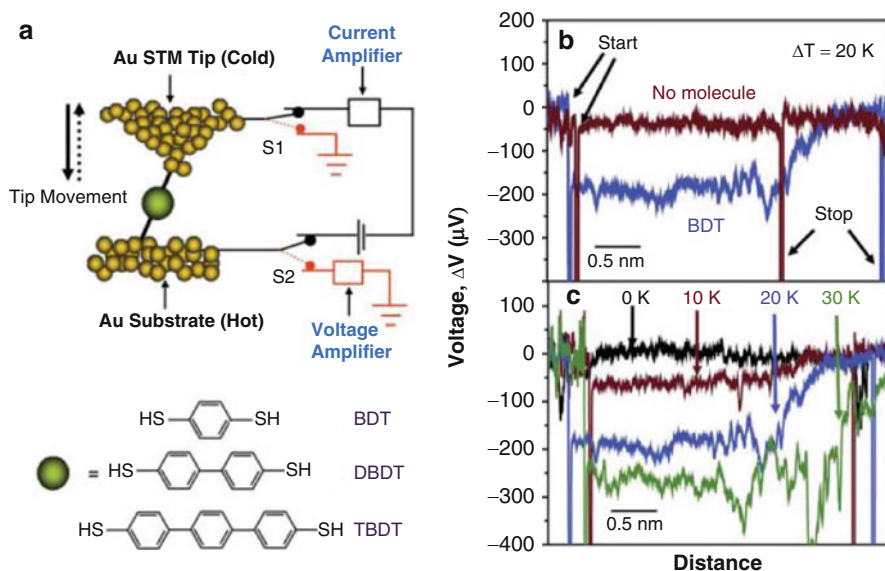 a
Current
Amplifier
Au STM Tip (Cold)
S1
Tip Movement
S2
Au Substrate (Hot)
Voltage
Amplifier
HS SH BDT
= HS SH DBDT
HS SH TBDT
b
Voltage, ΔV (μV)
200
100
0
−100
−200
−300
Start
ΔT = 20 K
No molecule
BDT
Stop
0.5 nm
c
100
0
−100
−200
−300
−400
0 K 10 K 20 K 30 K
0.5 nm
Distance